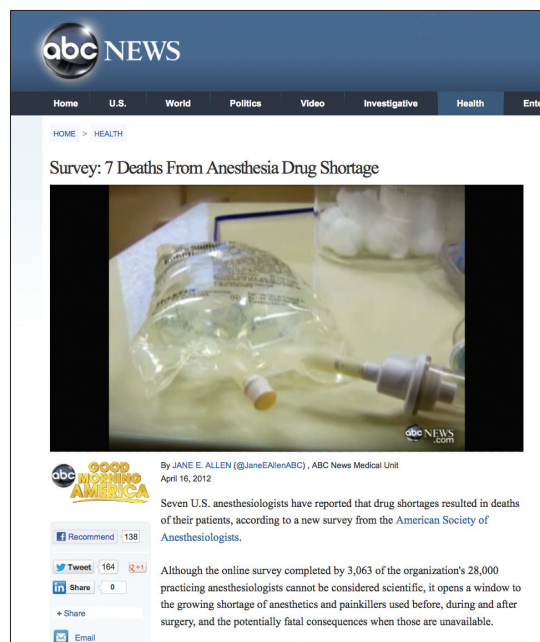 abc NEWS
Home U.S. World Politics Video Investigative Health Ente
HOME > HEALTH
Survey: 7 Deaths From Anesthesia Drug Shortage
abc NEWS
.com
abc GOOD
MORNING
AMERICA
By JANE E. ALLEN (@JaneEAllenABC) , ABC News Medical Unit
April 16, 2012
Seven U.S. anesthesiologists have reported that drug shortages resulted in deaths
of their patients, according to a new survey from the American Society of
Anesthesiologists.
Although the online survey completed by 3,063 of the organization's 28,000
practicing anesthesiologists cannot be considered scientific, it opens a window to
the growing shortage of anesthetics and painkillers used before, during and after
surgery, and the potentially fatal consequences when those are unavailable.
Recommend 138
Tweet 164 +1
Share 0
+ Share
Email